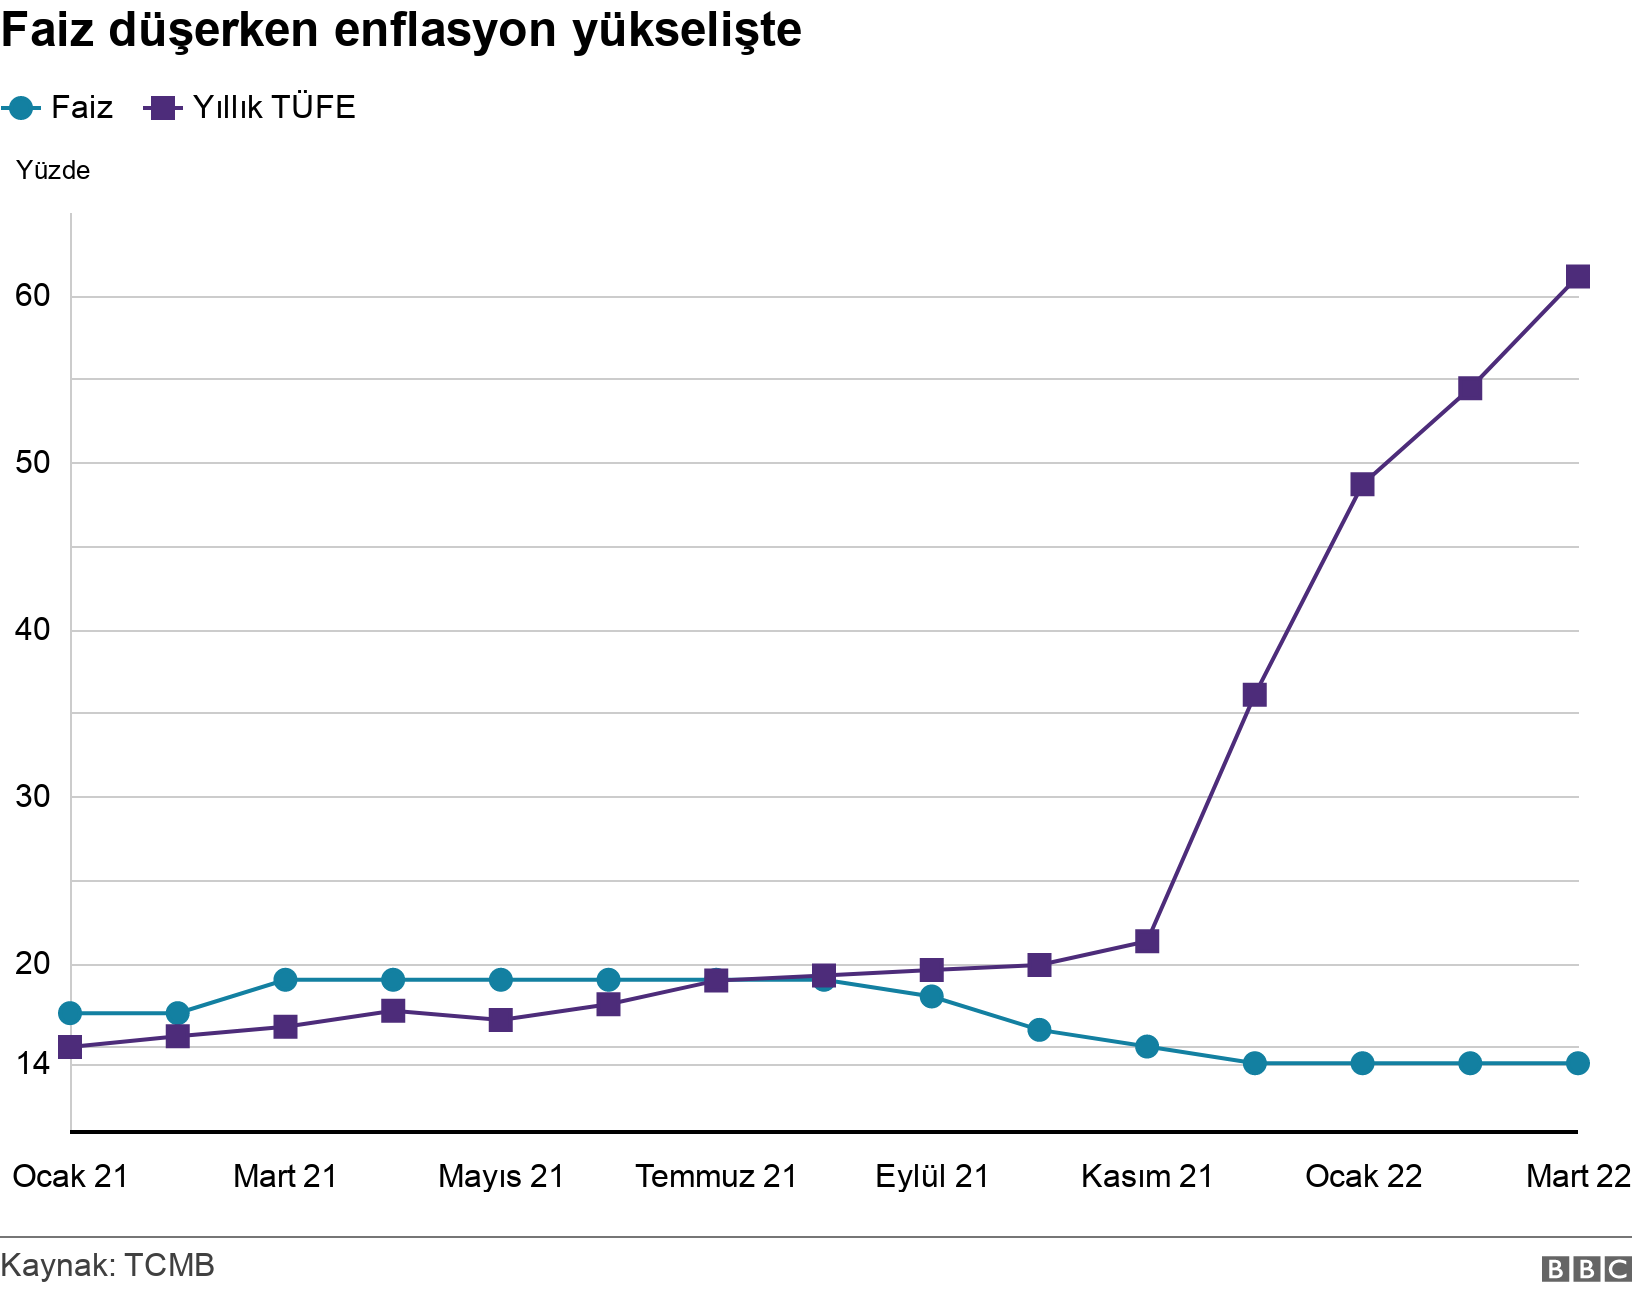 Faiz düşerken enflasyon yükselişte
Faiz Yıllık TÜFE
Yüzde
60
50
40
30
20
14
Ocak 21 Mart 21 Mayıs 21 Temmuz 21 Eylül 21 Kasım 21 Ocak 22 Mart 22
Kaynak: TCMB
BBC